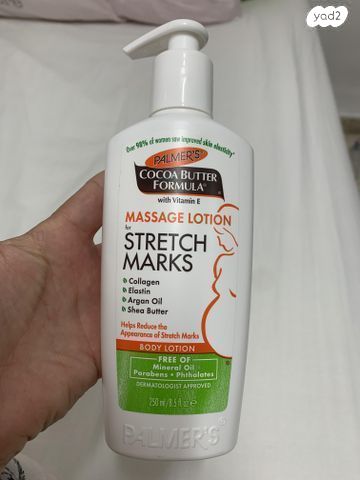 yad2
Over 90% of women saw improved skin elasticity*
PALMER'S®
COCOA BUTTER
FORMULA®
with Vitamin E
MASSAGE LOTION
for
STRETCH
MARKS
Collagen
Elastin
Argan Oil
Shea Butter
Helps Reduce the
Appearance of Stretch Marks
BODY LOTION
FREE OF
Mineral Oil
Parabens • Phthalates
DERMATOLOGIST APPROVED
250 ml / 8.5 fl oz e
PALMER'S